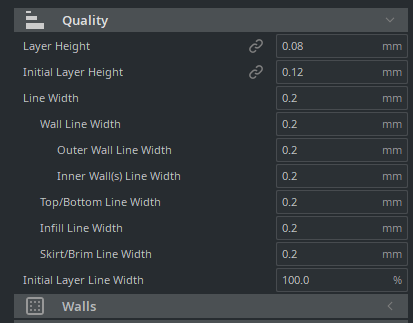 Quality
Layer Height 0.08 mm
Initial Layer Height 0.12 mm
Line Width 0.2 mm
Wall Line Width 0.2 mm
Outer Wall Line Width 0.2 mm
Inner Wall(s) Line Width 0.2 mm
Top/Bottom Line Width 0.2 mm
Infill Line Width 0.2 mm
Skirt/Brim Line Width 0.2 mm
Initial Layer Line Width 100.0 %
Walls